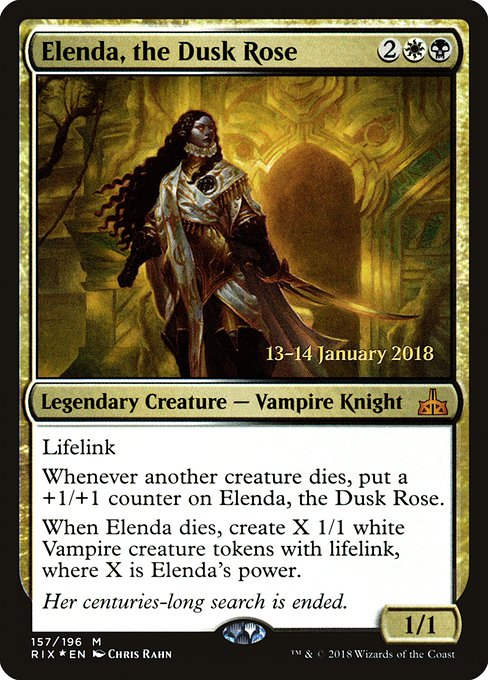 Elenda, the Dusk Rose 2
13–14 January 2018
Legendary Creature — Vampire Knight
Lifelink
Whenever another creature dies, put a
+1/+1 counter on Elenda, the Dusk Rose.
When Elenda dies, create X 1/1 white
Vampire creature tokens with lifelink,
where X is Elenda's power.
Her centuries-long search is ended.
1/1
157/196 M
RIX EN Chris Rahn
™ & © 2018 Wizards of the Coast